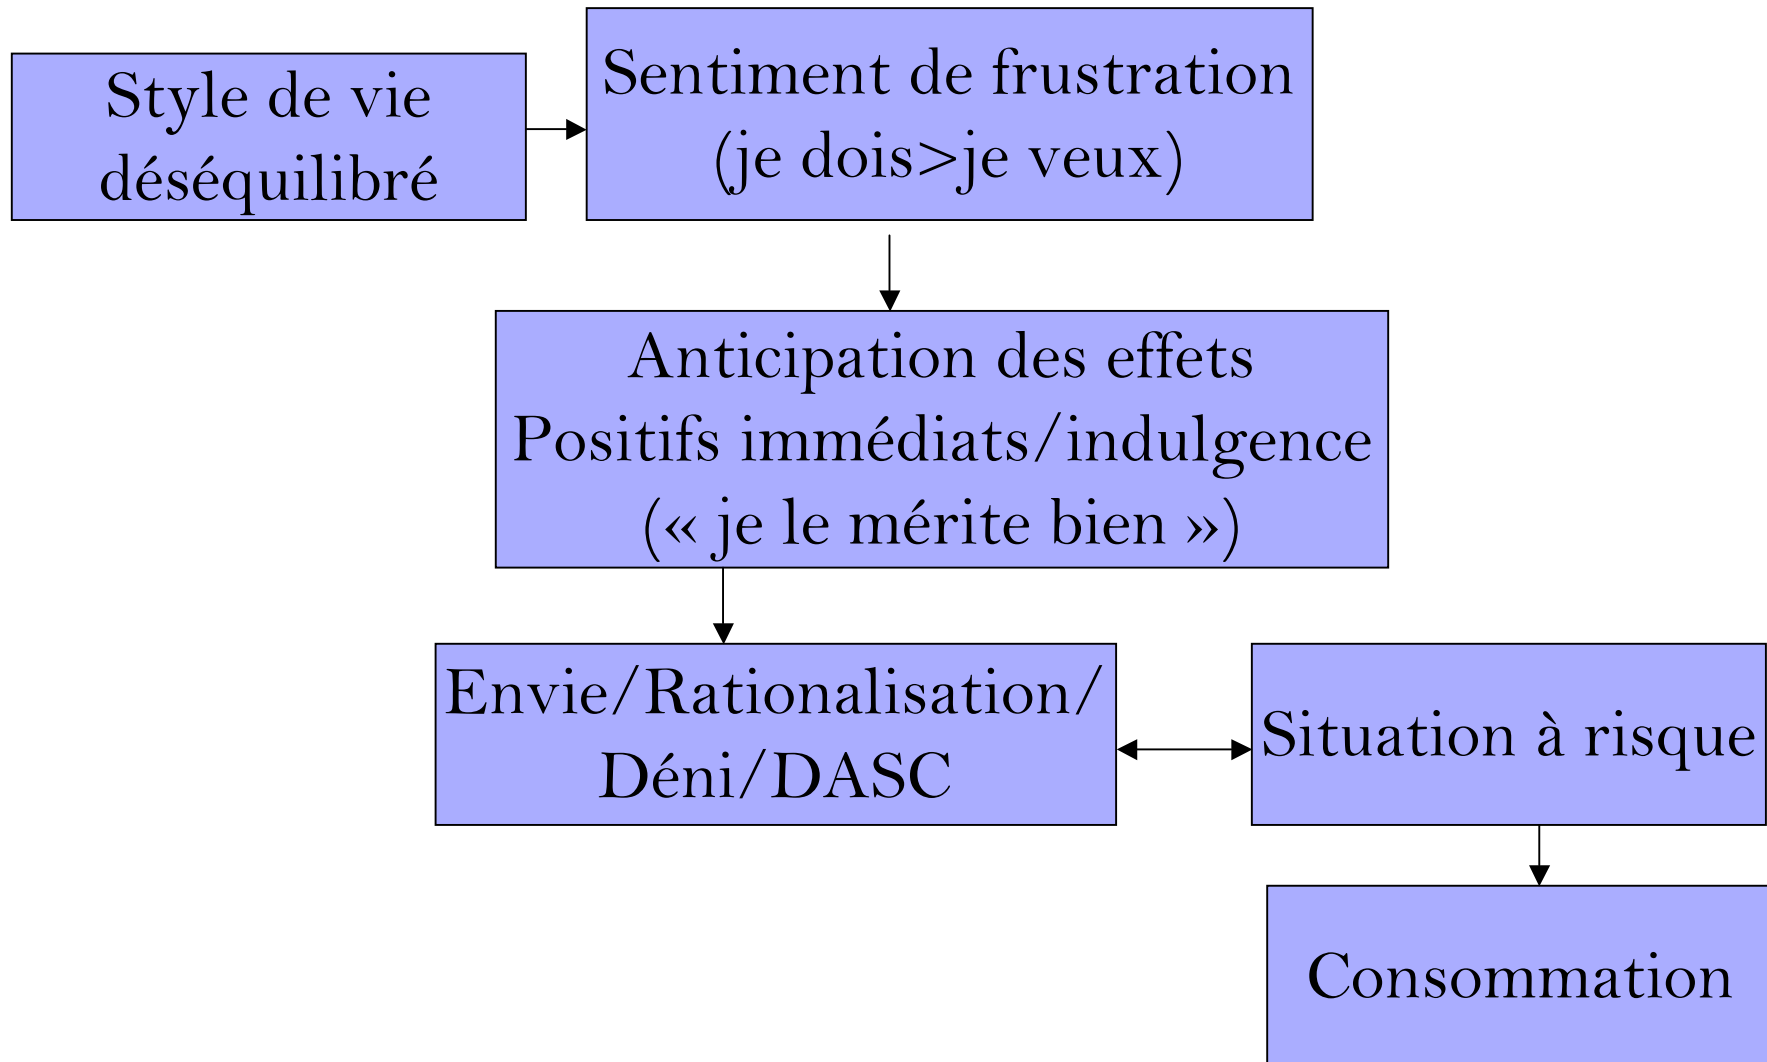 Style de vie
déséquilibré
Sentiment de frustration
(je dois>je veux)
Anticipation des effets
Positifs immédiats/indulgence
(« je le mérite bien »)
Envie/Rationalisation/
Déni/DASC
Situation à risque
Consommation